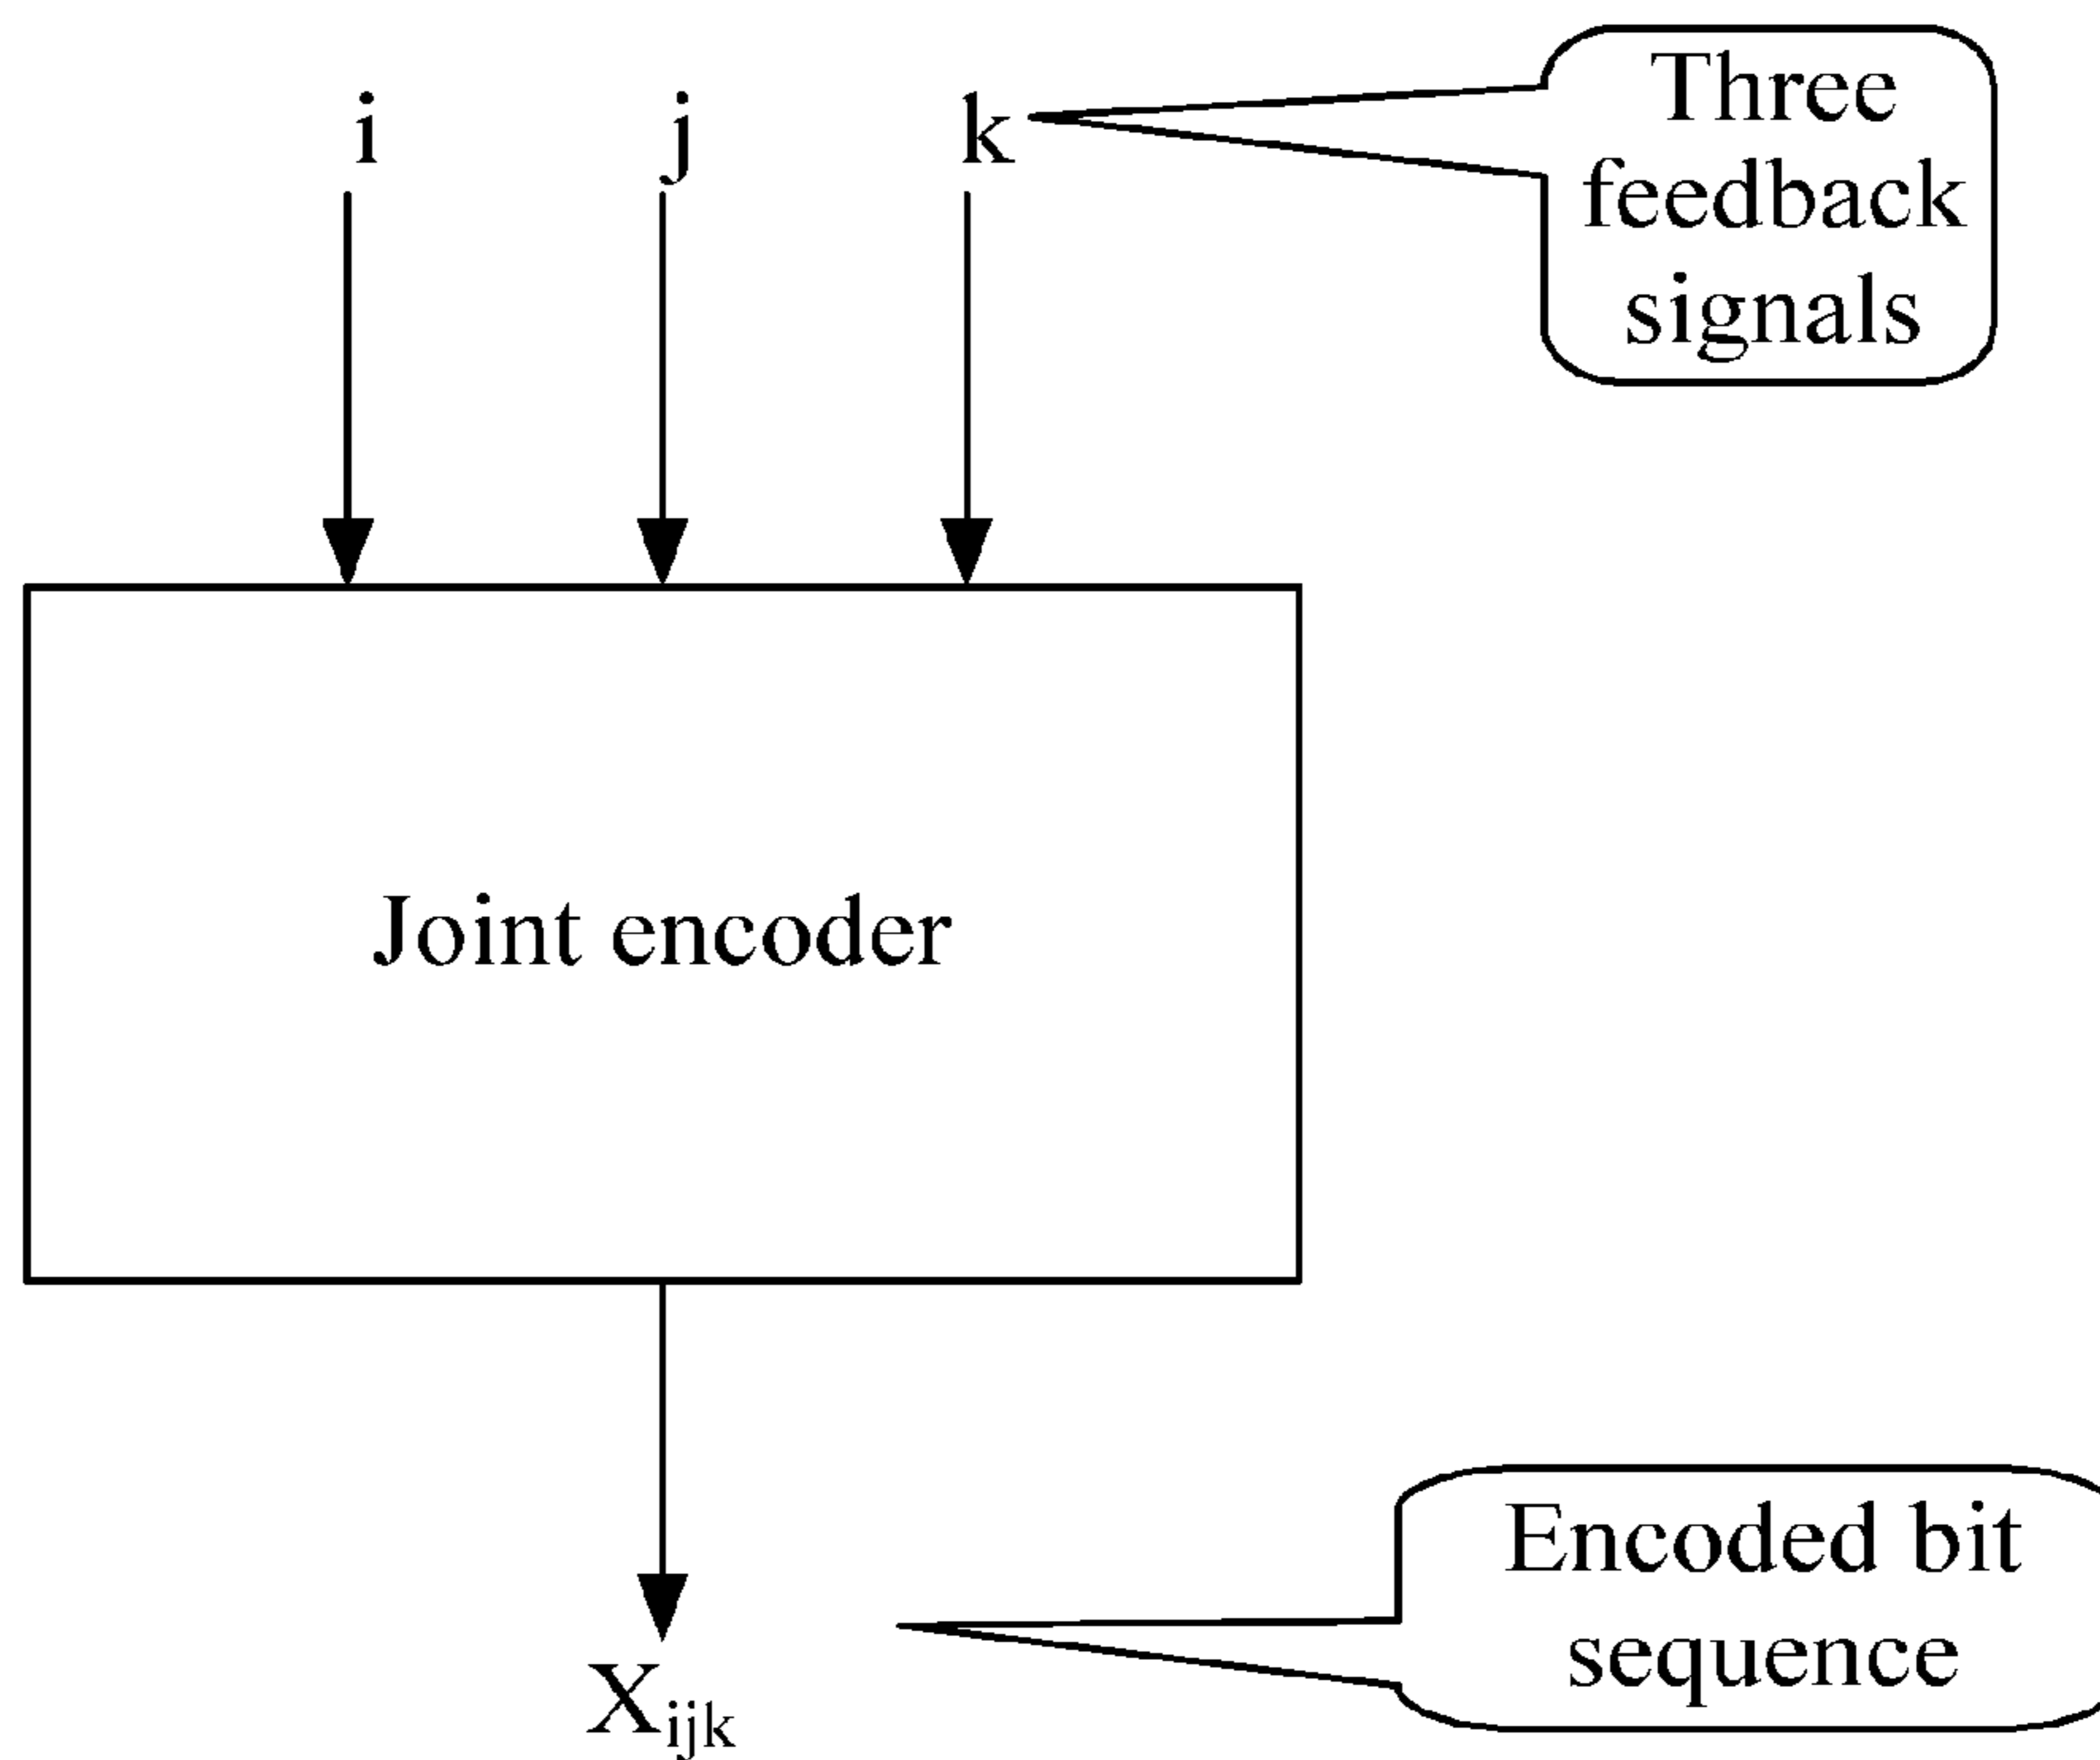 i j k
Three
feedback
signals
Joint encoder
Encoded bit
sequence
Xijk